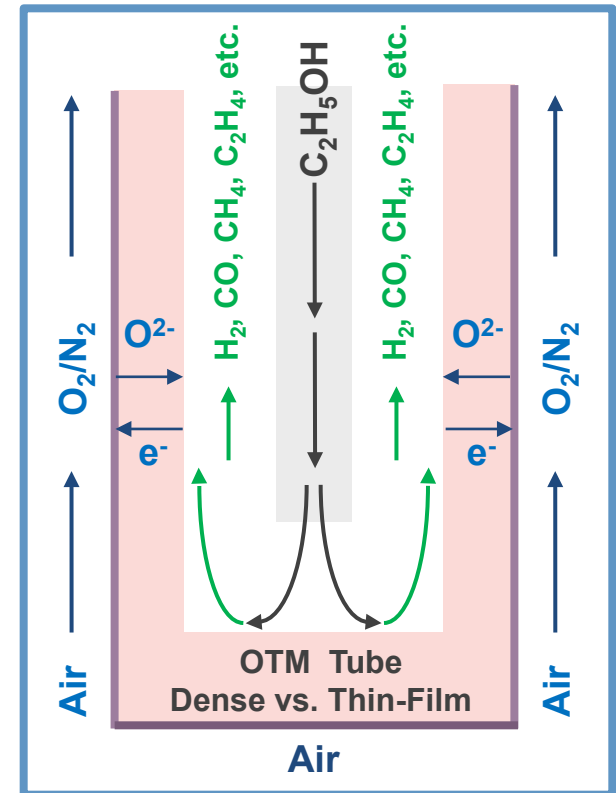 H₂, CO, CH₄, C₂H₄, etc.
C₂H₅OH
H₂, CO, CH₄, C₂H₄, etc.
O₂/N₂
O²⁻
e⁻
O²⁻
e⁻
O₂/N₂
Air
OTM Tube
Dense vs. Thin-Film
Air
Air